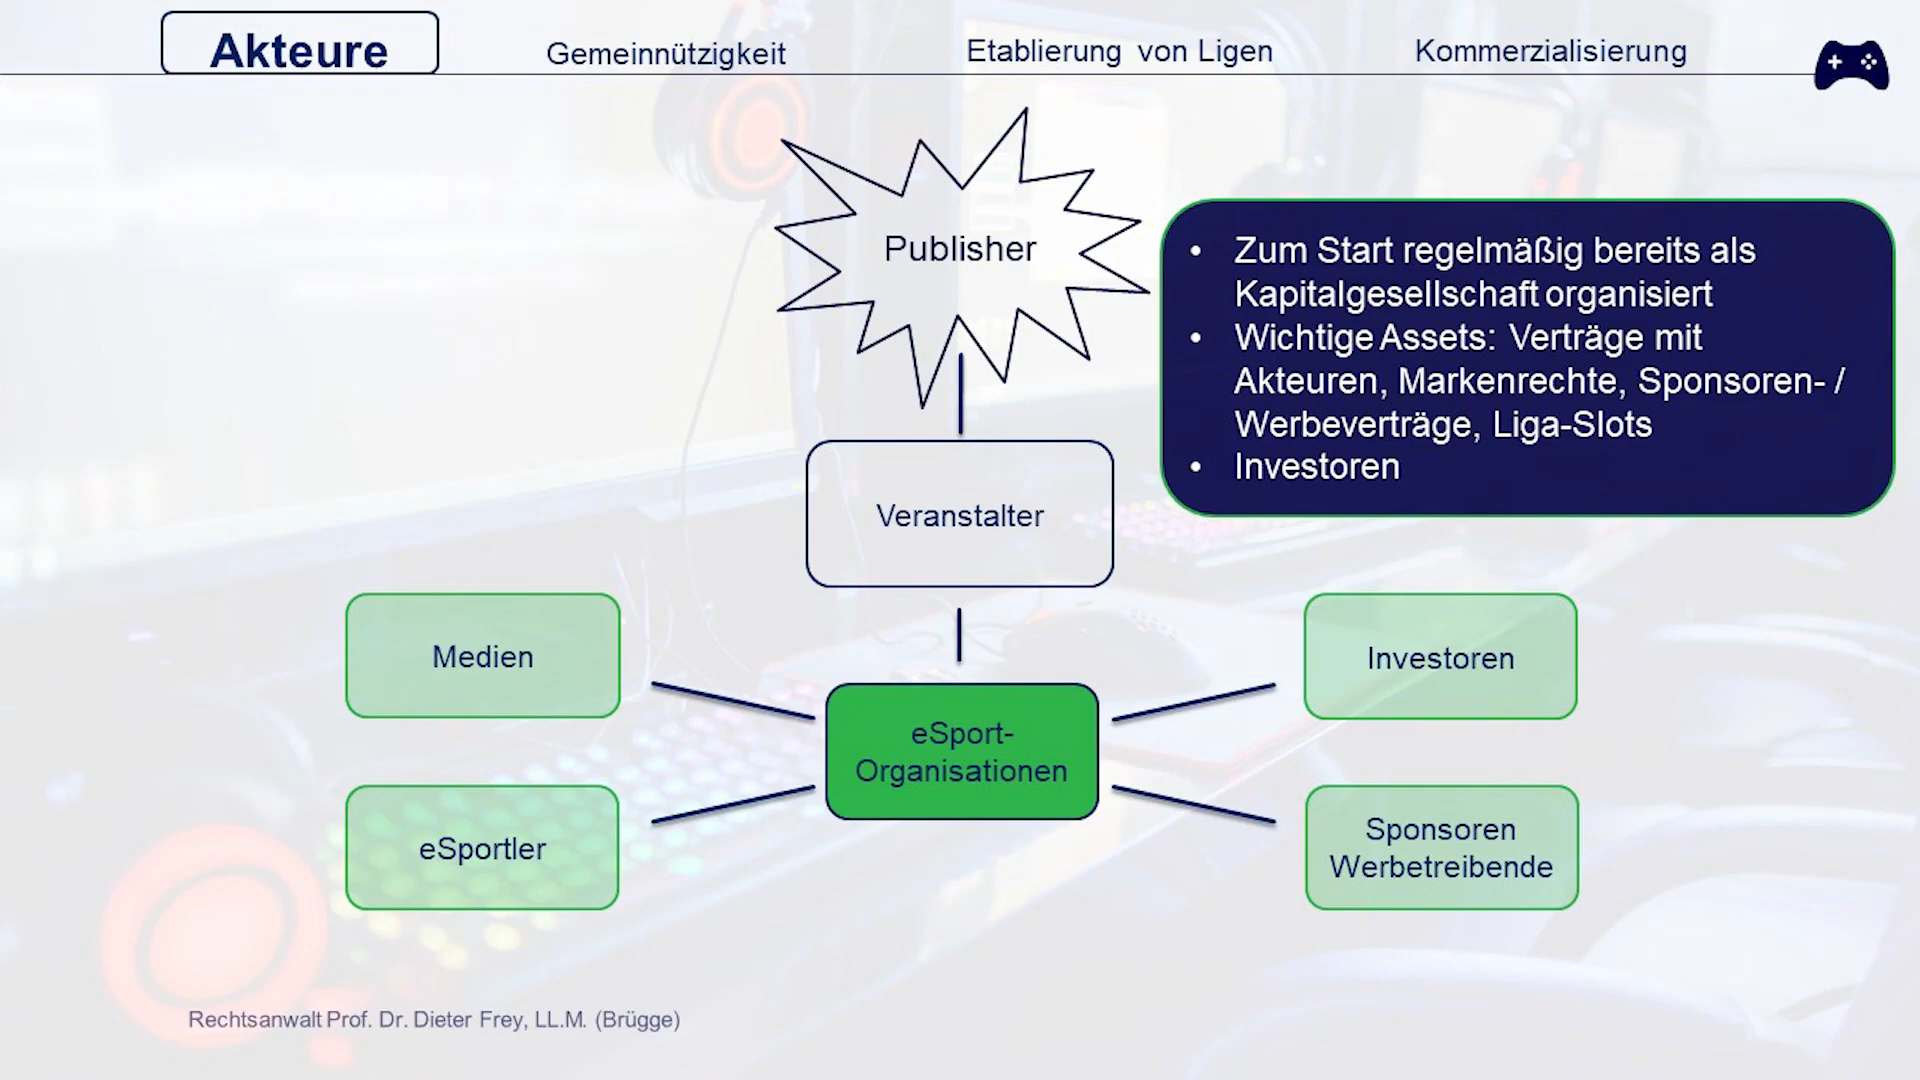 Akteure
Gemeinnützigkeit
Etablierung von Ligen
Kommerzialisierung
Publisher
• Zum Start regelmäßig bereits als
Kapitalgesellschaft organisiert
• Wichtige Assets: Verträge mit
Akteuren, Markenrechte, Sponsoren- /
Werbeverträge, Liga-Slots
• Investoren
Veranstalter
Medien
Investoren
eSport-
Organisationen
eSportler
Sponsoren
Werbetreibende
Rechtsanwalt Prof. Dr. Dieter Frey, LL.M. (Brügge)